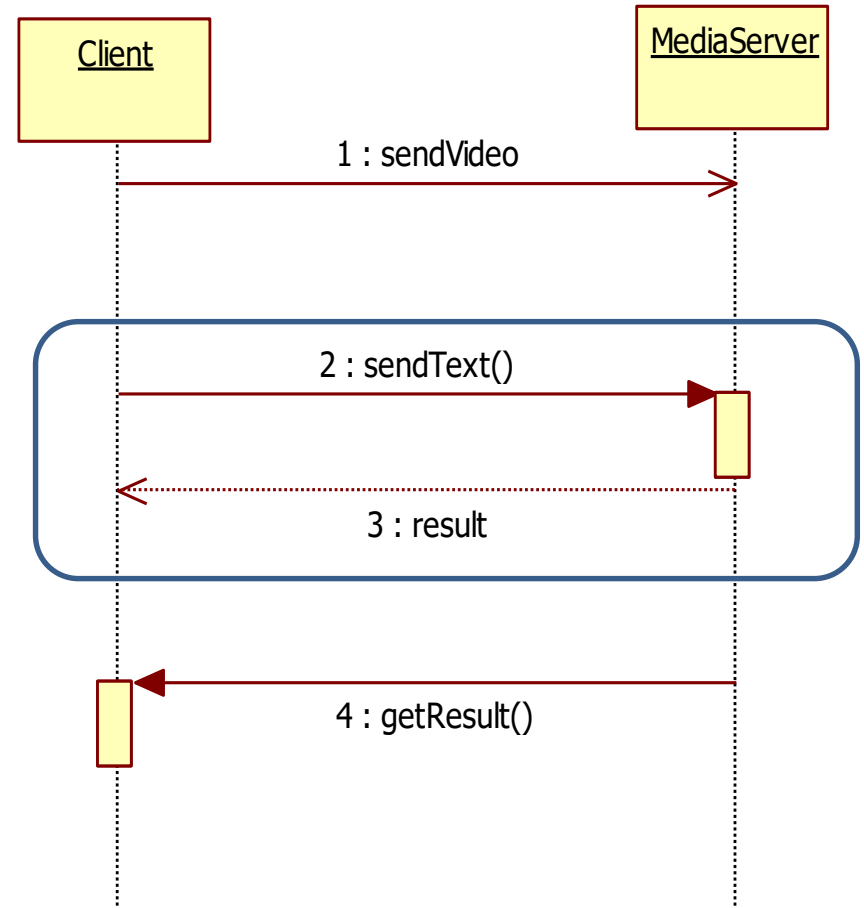 Client
MediaServer
1 : sendVideo
2 : sendText()
3 : result
4 : getResult()